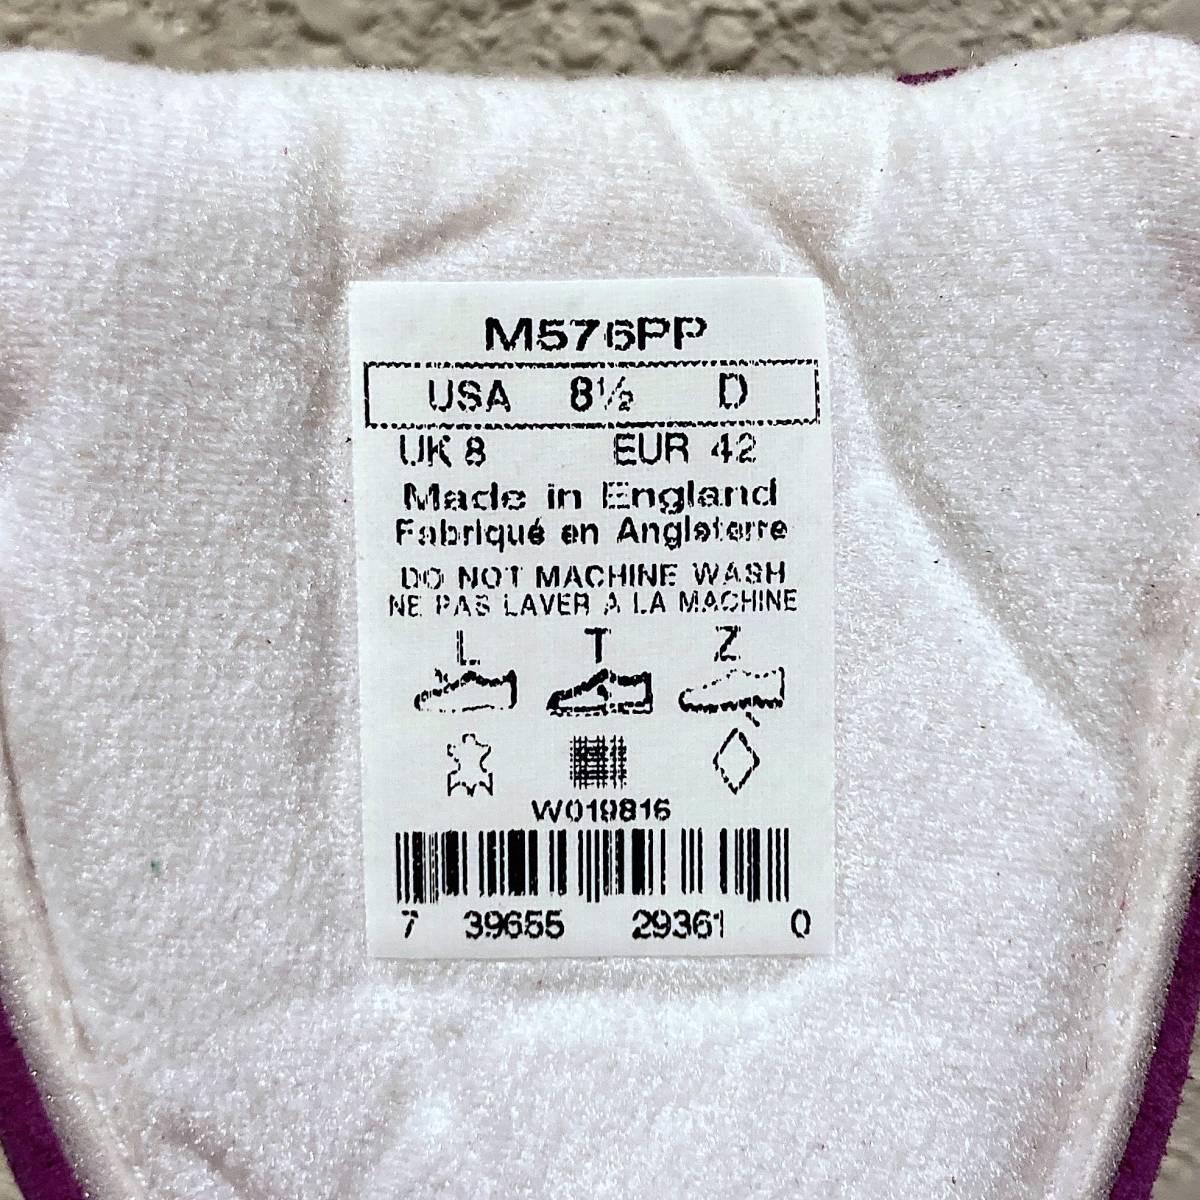 M576PP
USA 8½ D
UK 8 EUR 42
Made in England
Fabriqué en Angleterre
DO NOT MACHINE WASH
NE PAS LAVER A LA MACHINE
L T Z
W019816
7 39655 29361 0